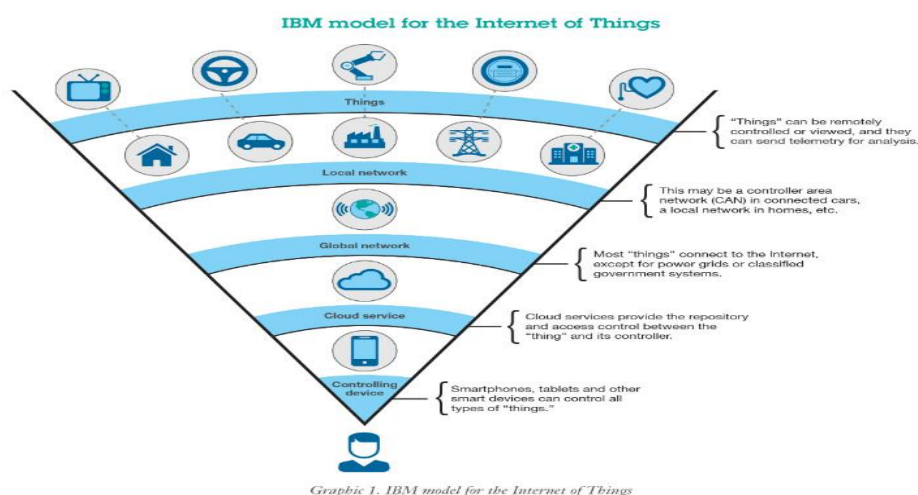 IBM model for the Internet of Things
Things
"Things" can be remotely
controlled or viewed, and they
can send telemetry for analysis.
Local network
This may be a controller area
network (CAN) in connected cars,
a local network in homes, etc.
Global network
Most "things" connect to the Internet,
except for power grids or classified
government systems.
Cloud service
Cloud services provide the repository
and access control between the
"thing" and its controller.
Controlling
device
Smartphones, tablets and other
smart devices can control all
types of "things."
Graphic 1. IBM model for the Internet of Things